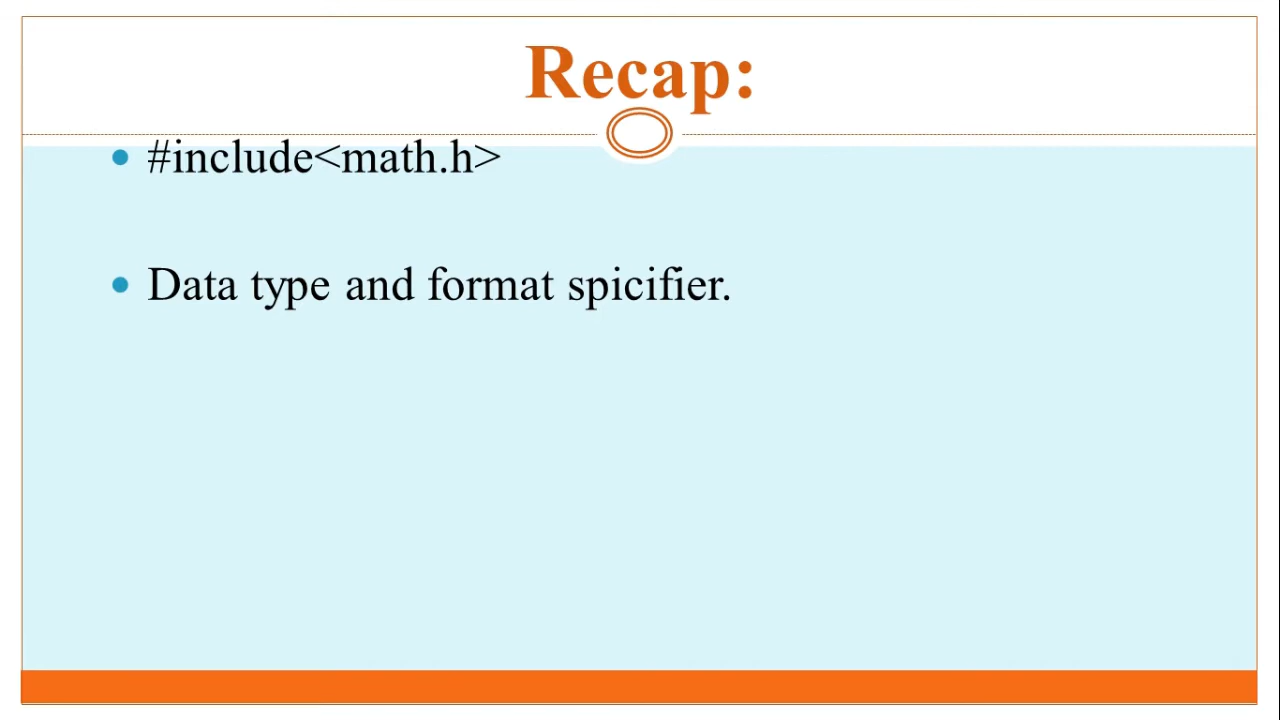 Recap:
#include<math.h>
Data type and format spicifier.